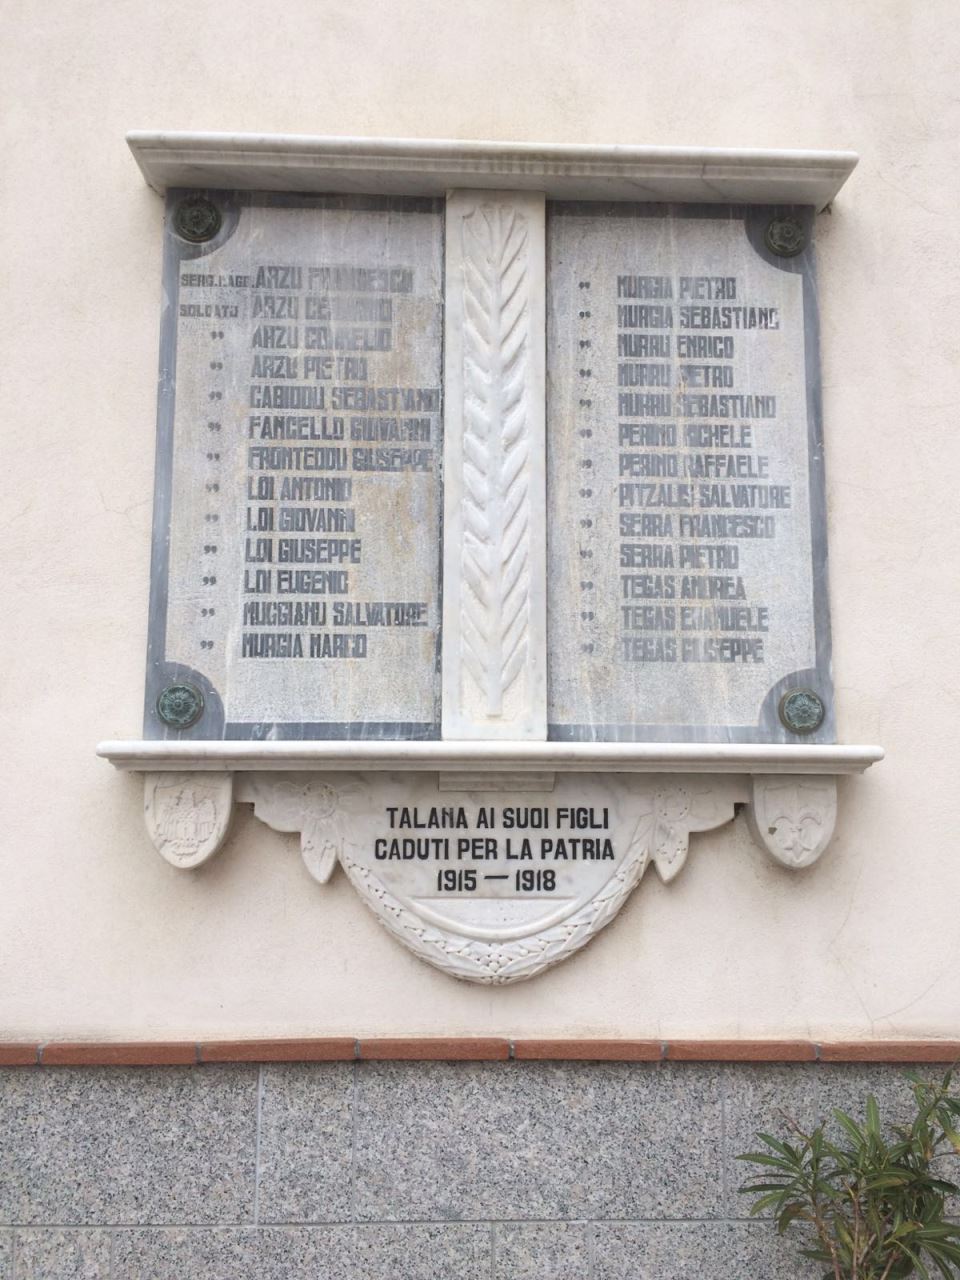 SERG. MAG. ARZU FRANCESCO
SOLDATO ARZU GENNARO
" ARZU CORNELIO
" ARZU PIETRO
" CABIDDU SEBASTIANO
" FANCELLO GIOVANNI
" FRONTEDDU GIUSEPPE
" LOI ANTONIO
" LOI GIOVANNI
" LOI GIUSEPPE
" LOI EUGENIO
" MUGGIANU SALVATORE
" MURGIA MARCO
" MURGIA PIETRO
" MURGIA SEBASTIANO
" MURRU ENRICO
" MURRU PIETRO
" MURRU SEBASTIANO
" PERINO MICHELE
" PERINO RAFFAELE
" PITZALIS SALVATORE
" SERRA FRANCESCO
" SERRA PIETRO
" TEGAS ANDREA
" TEGAS EMANUELE
" TEGAS GIUSEPPE
TALANA AI SUOI FIGLI
CADUTI PER LA PATRIA
1915 — 1918